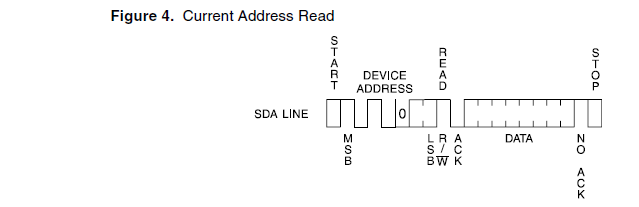 Figure 4. Current Address Read
START
DEVICE
ADDRESS
READ
STOP
SDA LINE
0
MSB
LSB
R/W
ACK
DATA
NO ACK